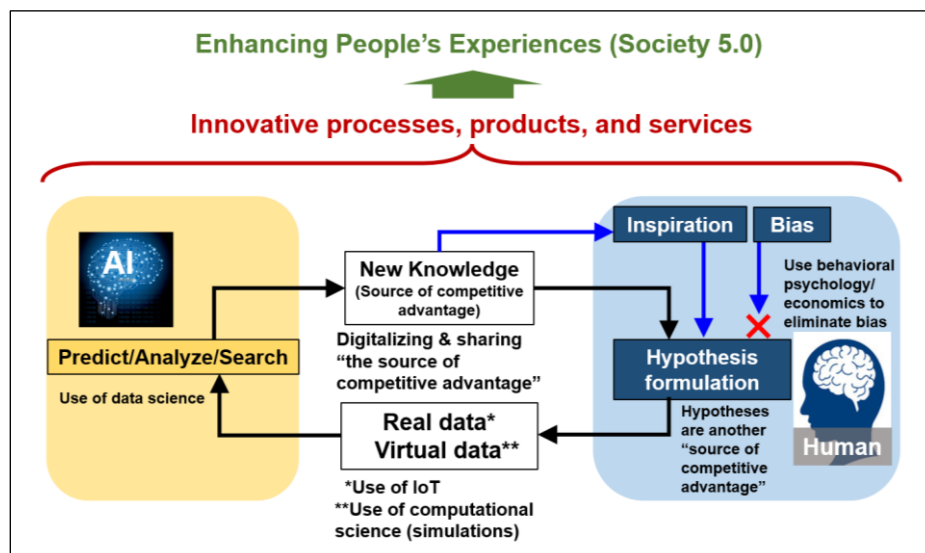 Enhancing People's Experiences (Society 5.0)
Innovative processes, products, and services
AI
Predict/Analyze/Search
Use of data science
New Knowledge
(Source of competitive
advantage)
Digitalizing & sharing
“the source of
competitive advantage”
Real data*
Virtual data**
*Use of IoT
**Use of computational
science (simulations)
Inspiration
Bias
Use behavioral
psychology/
economics to
eliminate bias
Hypothesis
formulation
Hypotheses
are another
“source of
competitive
advantage”
Human